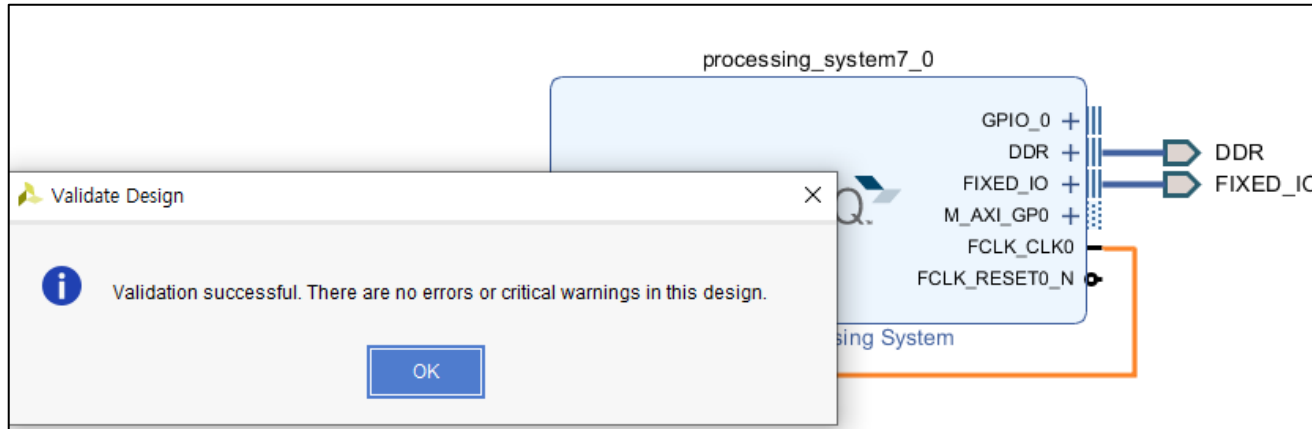 processing_system7_0
GPIO_0
DDR
FIXED_IO
M_AXI_GP0
FCLK_CLK0
FCLK_RESET0_N
DDR
FIXED_IO
Q
sing System
Validate Design
Validation successful. There are no errors or critical warnings in this design.
OK